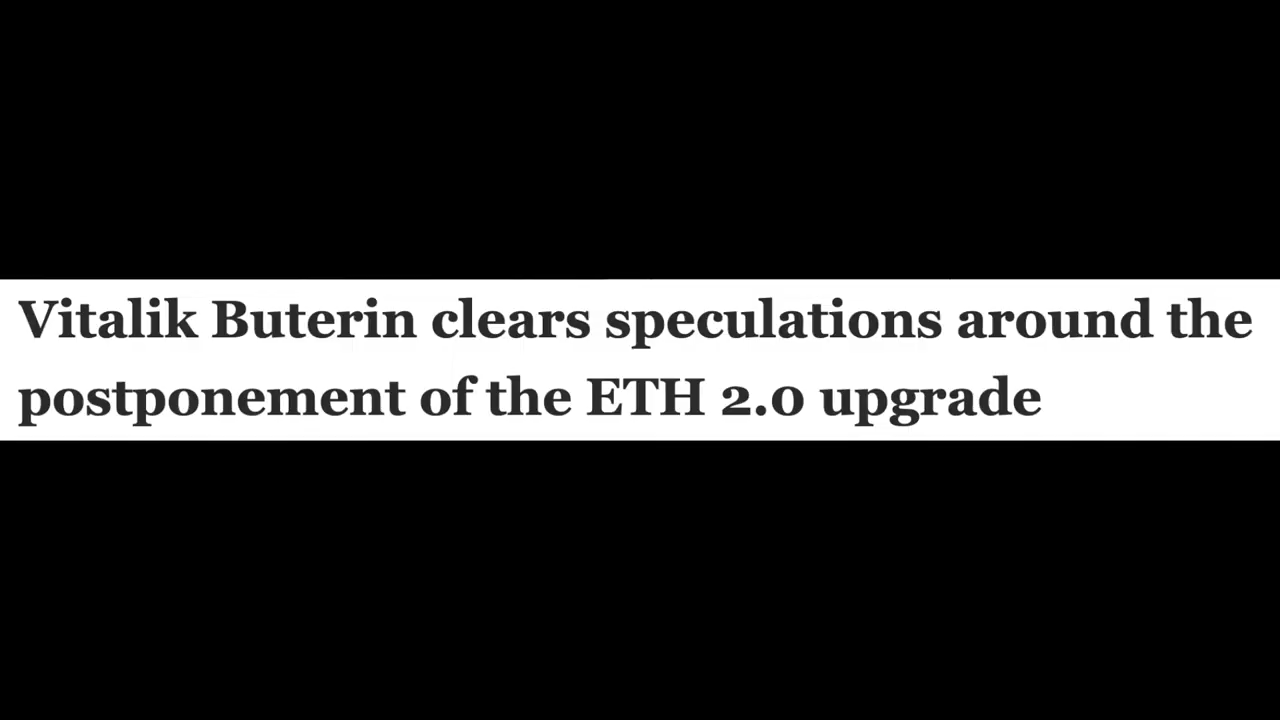 Vitalik Buterin clears speculations around the
postponement of the ETH 2.0 upgrade